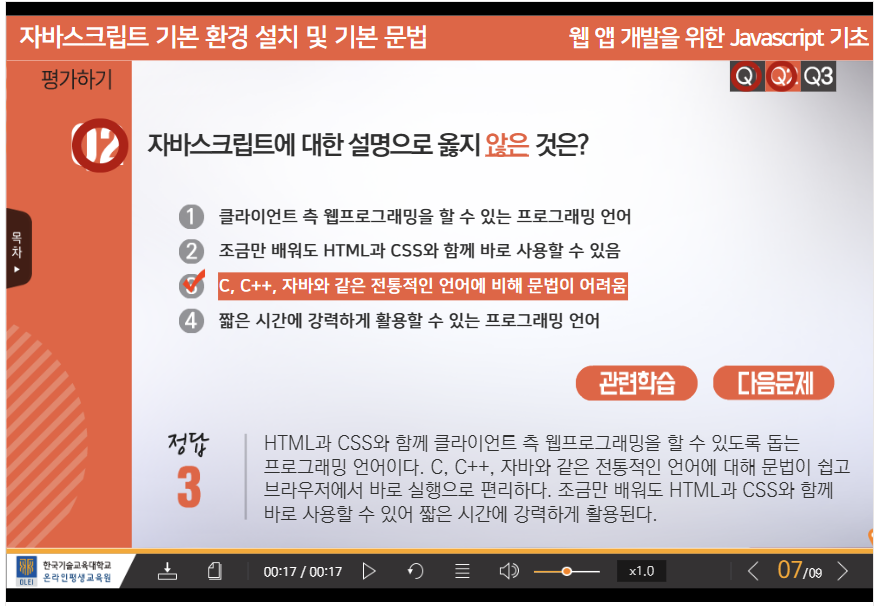 자바스크립트 기본 환경 설치 및 기본 문법
웹 앱 개발을 위한 Javascript 기초
평가하기
Q Q2 Q3
자바스크립트에 대한 설명으로 옳지 않은 것은?
목차
1 클라이언트 측 웹프로그래밍을 할 수 있는 프로그래밍 언어
2 조금만 배워도 HTML과 CSS와 함께 바로 사용할 수 있음
3 C, C++, 자바와 같은 전통적인 언어에 비해 문법이 어려움
4 짧은 시간에 강력하게 활용할 수 있는 프로그래밍 언어
관련학습 다음문제
정답
3
HTML과 CSS와 함께 클라이언트 측 웹프로그래밍을 할 수 있도록 돕는
프로그래밍 언어이다. C, C++, 자바와 같은 전통적인 언어에 대해 문법이 쉽고
브라우저에서 바로 실행으로 편리하다. 조금만 배워도 HTML과 CSS와 함께
바로 사용할 수 있어 짧은 시간에 강력하게 활용된다.
OLEI
한국기술교육대학교
온라인평생교육원
00:17 / 00:17
x1.0
07/09